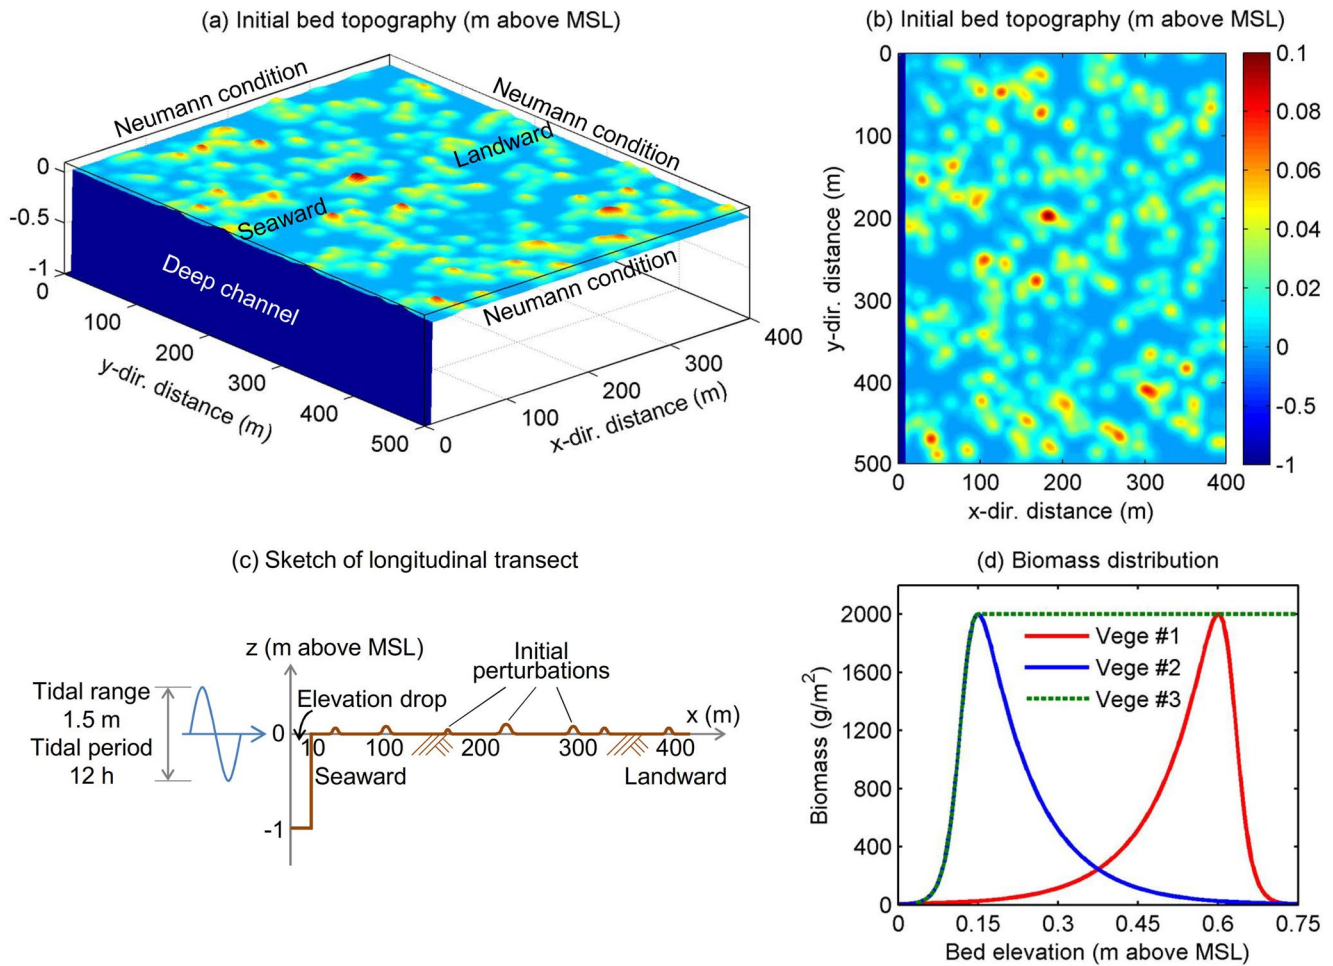 (a) Initial bed topography (m above MSL)
Neumann condition
Neumann condition
Landward
Seaward
Deep channel
Neumann condition
0
-0.5
-1
0
100
200
300
400
500
y-dir. distance (m)
0
100
200
300
400
x-dir. distance (m)
(b) Initial bed topography (m above MSL)
0
100
200
300
400
500
y-dir. distance (m)
0
100
200
300
400
x-dir. distance (m)
0.1
0.08
0.06
0.04
0.02
0
-0.5
-1
(c) Sketch of longitudinal transect
z (m above MSL)
Initial
perturbations
Tidal range
1.5 m
Tidal period
12 h
Elevation drop
x (m)
0
10
100
200
300
400
Seaward
Landward
-1
(d) Biomass distribution
2000
1600
1200
800
400
0
Biomass (g/m²)
Vege #1
Vege #2
Vege #3
0
0.15
0.3
0.45
0.6
0.75
Bed elevation (m above MSL)